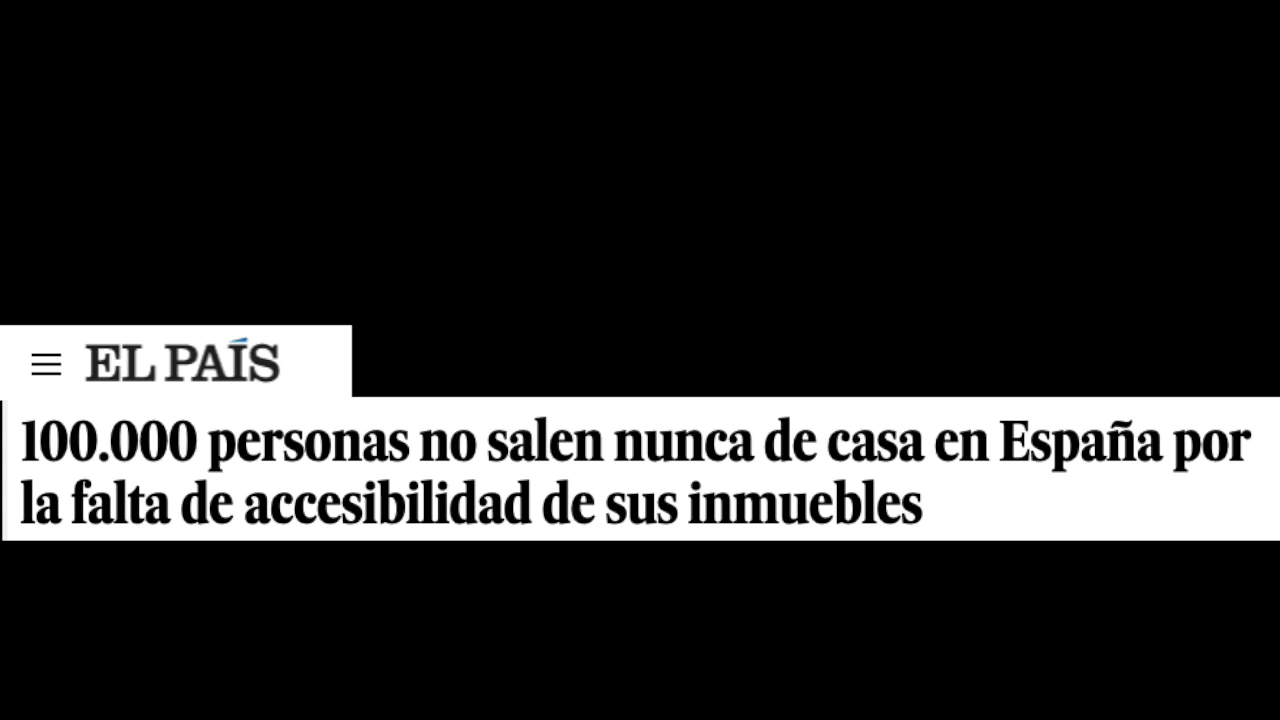 EL PAÍS
100.000 personas no salen nunca de casa en España por
la falta de accesibilidad de sus inmuebles